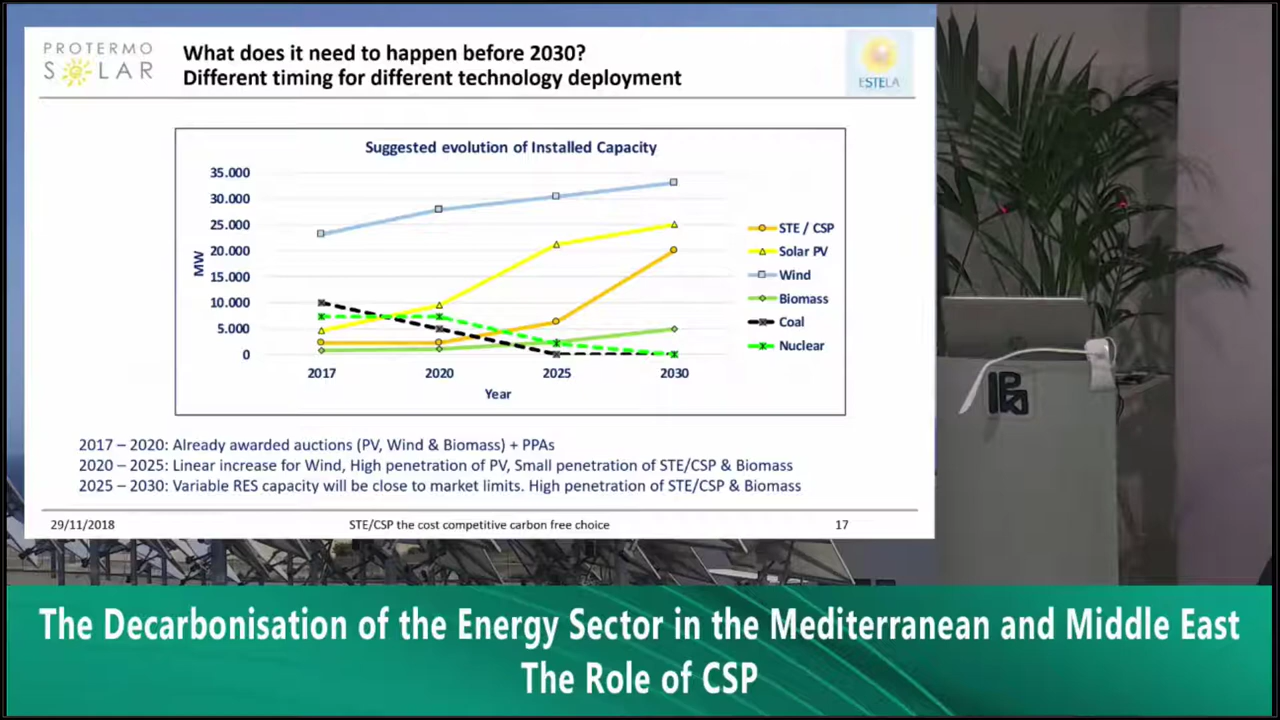 PROTERMO
SOLAR
What does it need to happen before 2030?
Different timing for different technology deployment
ESTELA
Suggested evolution of Installed Capacity
35.000
30.000
25.000
20.000
15.000
10.000
5.000
0
MW
2017
2020
2025
2030
Year
STE / CSP
Solar PV
Wind
Biomass
Coal
Nuclear
2017 – 2020: Already awarded auctions (PV, Wind & Biomass) + PPAs
2020 – 2025: Linear increase for Wind, High penetration of PV, Small penetration of STE/CSP & Biomass
2025 – 2030: Variable RES capacity will be close to market limits. High penetration of STE/CSP & Biomass
29/11/2018
STE/CSP the cost competitive carbon free choice
17
The Decarbonisation of the Energy Sector in the Mediterranean and Middle East
The Role of CSP